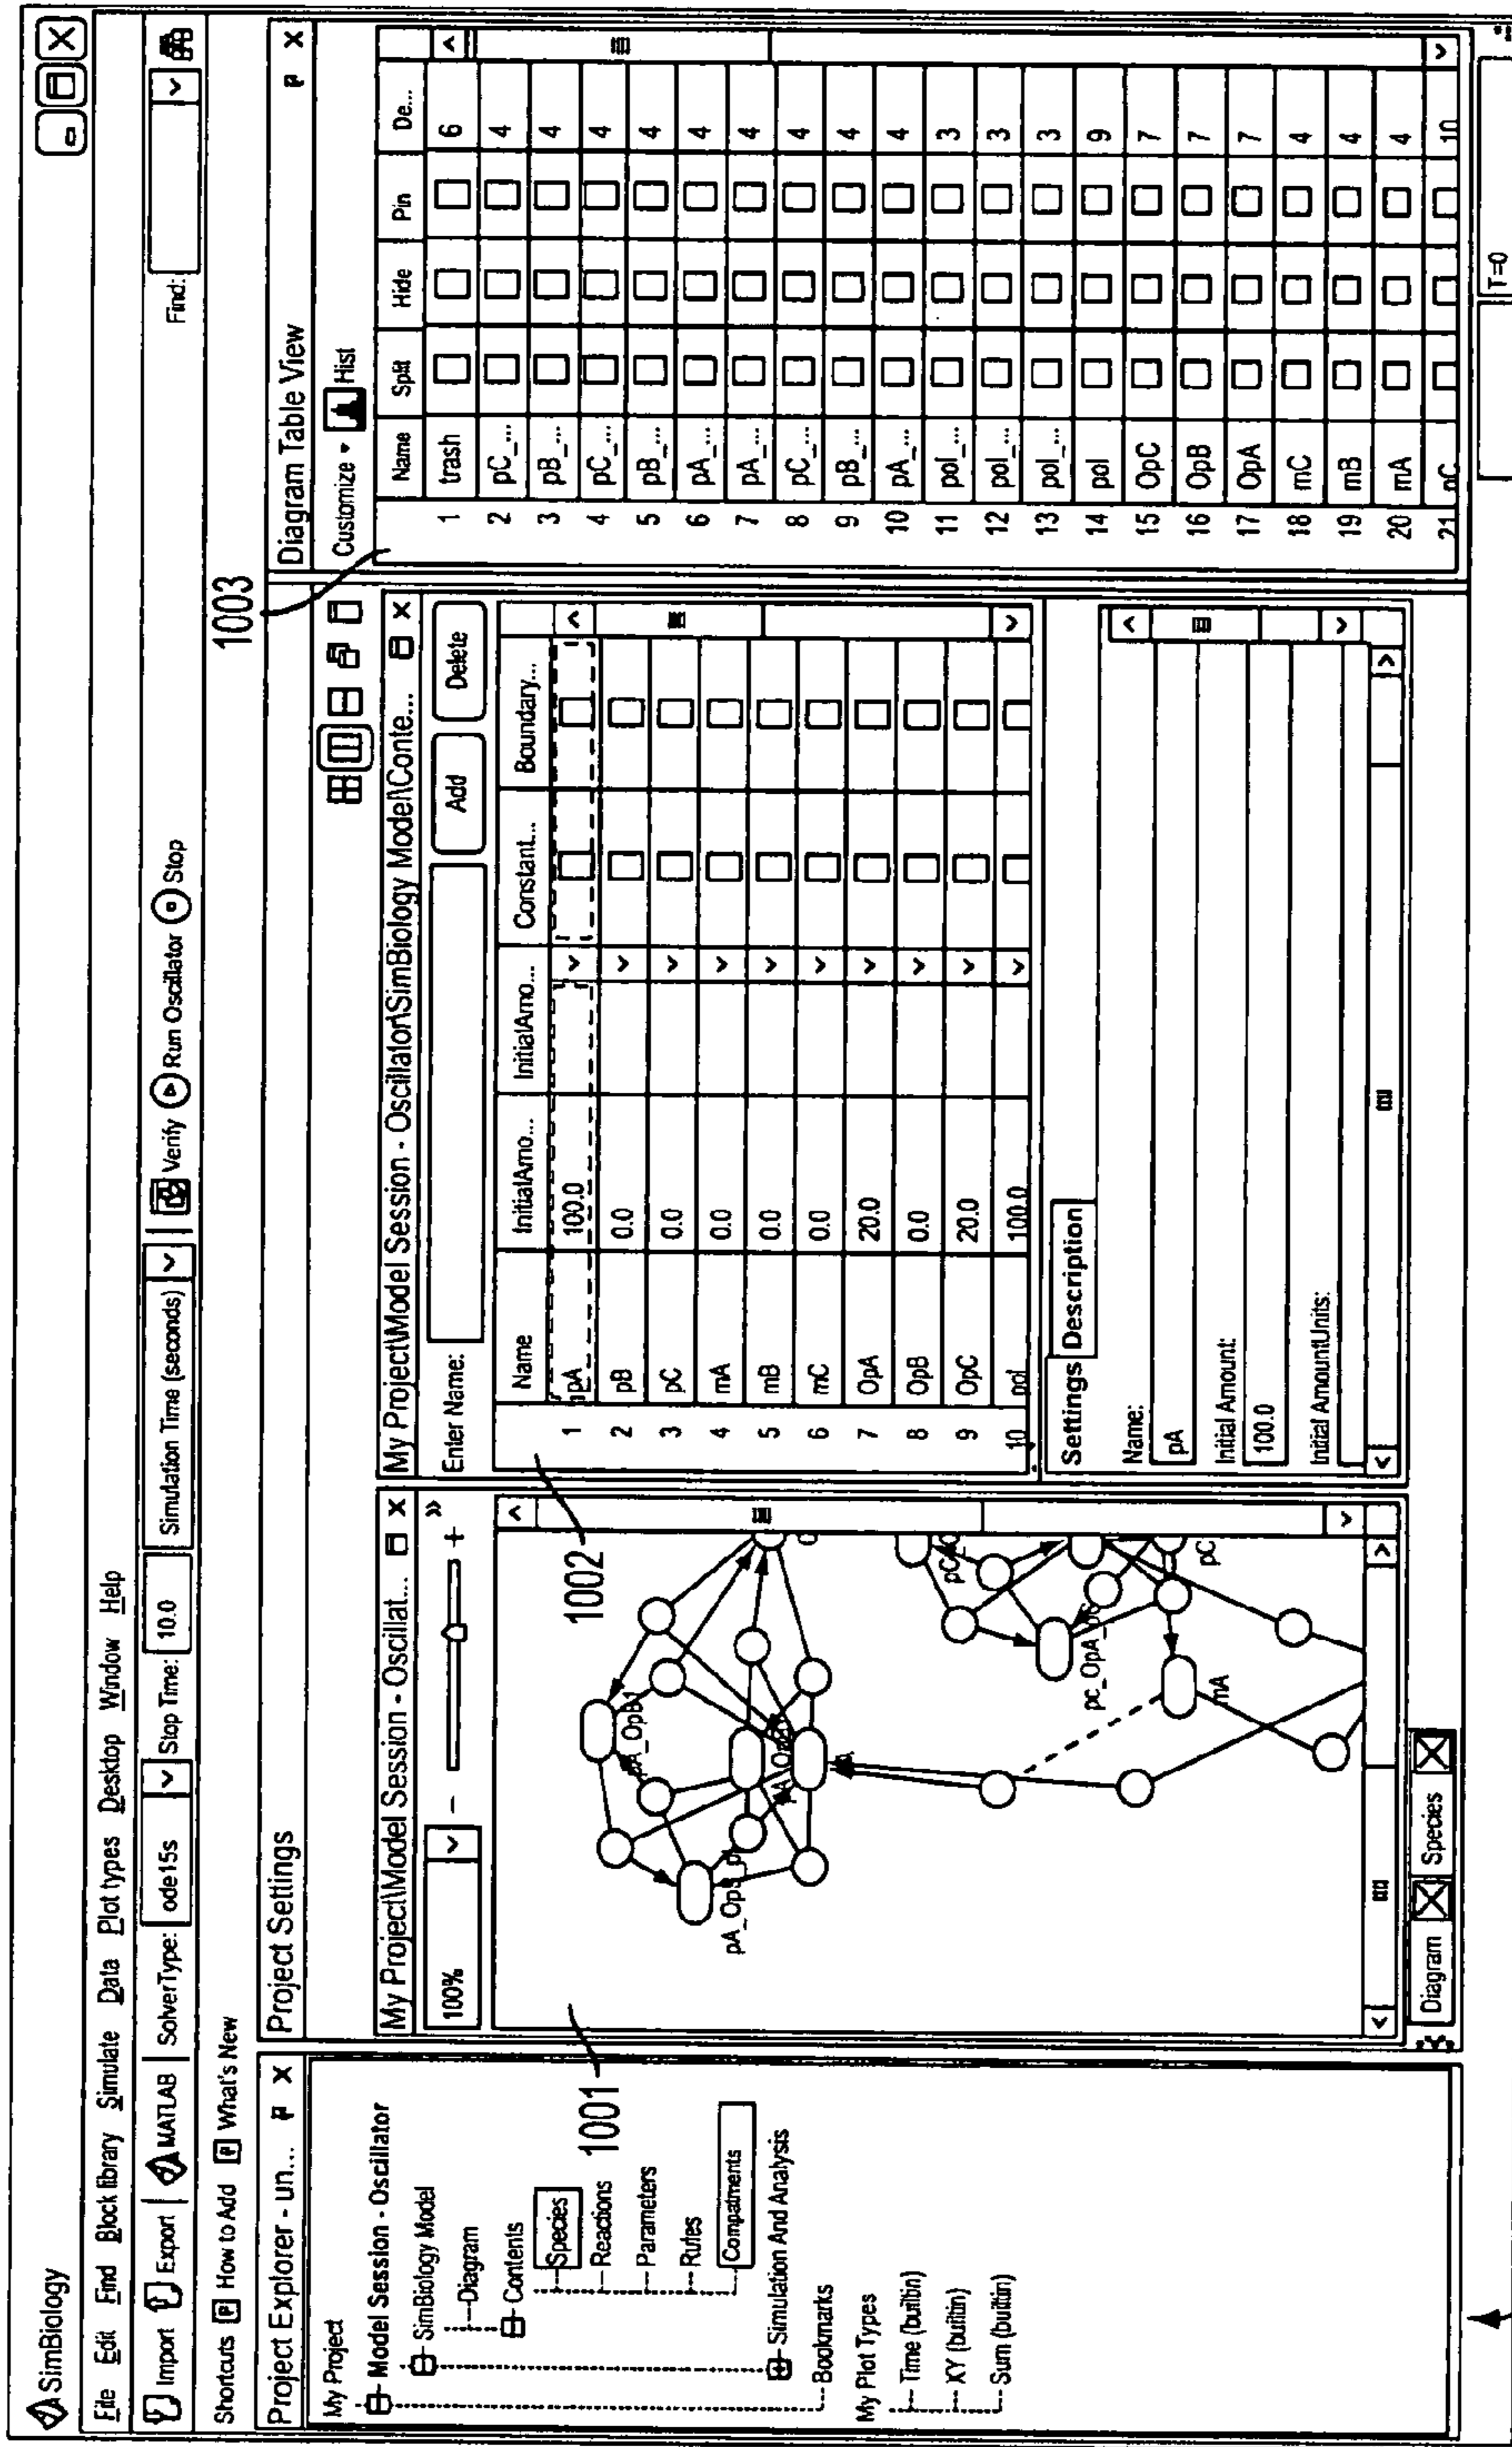 SimBiology
File Edit Find Block library Simulate Data Plot types Desktop Window Help
Import Export MATLAB SolverType: ode15s Stop Time: 10.0 Simulation Time (seconds) Verify Run Oscillator Stop Find:
Shortcuts How to Add What's New
1003
Project Explorer - un...
My Project
Model Session - Oscillator
SimBiology Model
Diagram
Contents
Species
Reactions
Parameters
Rules
Compatments
Simulation And Analysis
Bookmarks
My Plot Types
Time (builtin)
XY (builtin)
Sum (builtin)
1001
Project Settings
My Project\Model Session - Oscillat...
100%
pA_OpB1
pc_OpA_
mA
pC
1002
Diagram Species
My Project\Model Session - Oscillator\SimBiology Model\Conte...
Enter Name: Add Delete
Name InitialAmo... InitialAmo... Constant... Boundary...
1 pA 100.0
2 pB 0.0
3 pC 0.0
4 mA 0.0
5 mB 0.0
6 mC 0.0
7 OpA 20.0
8 OpB 0.0
9 OpC 20.0
10 pol 100.0
Settings Description
Name:
pA
Initial Amount:
100.0
Initial AmountUnits:
Diagram Table View
Customize Hist
Name Split Hide Pin De...
1 trash 6
2 pC_... 4
3 pB_... 4
4 pC_... 4
5 pB_... 4
6 pA_... 4
7 pA_... 4
8 pC_... 4
9 pB_... 4
10 pA_... 4
11 pol_... 3
12 pol_... 3
13 pol_... 3
14 pol 9
15 OpC 7
16 OpB 7
17 OpA 7
18 mC 4
19 mB 4
20 mA 4
21 nC 10
T=0